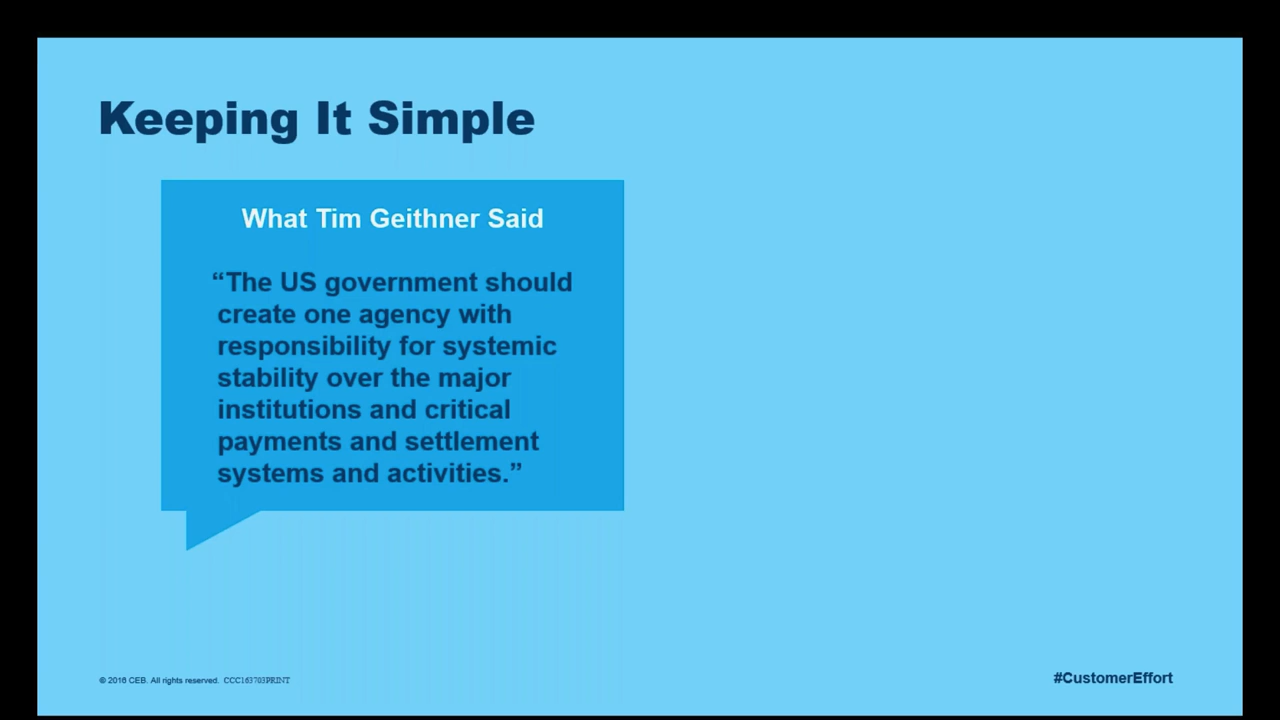 Keeping It Simple
What Tim Geithner Said
“The US government should
create one agency with
responsibility for systemic
stability over the major
institutions and critical
payments and settlement
systems and activities.”
© 2016 CEB. All rights reserved. CCC163703PRINT
#CustomerEffort